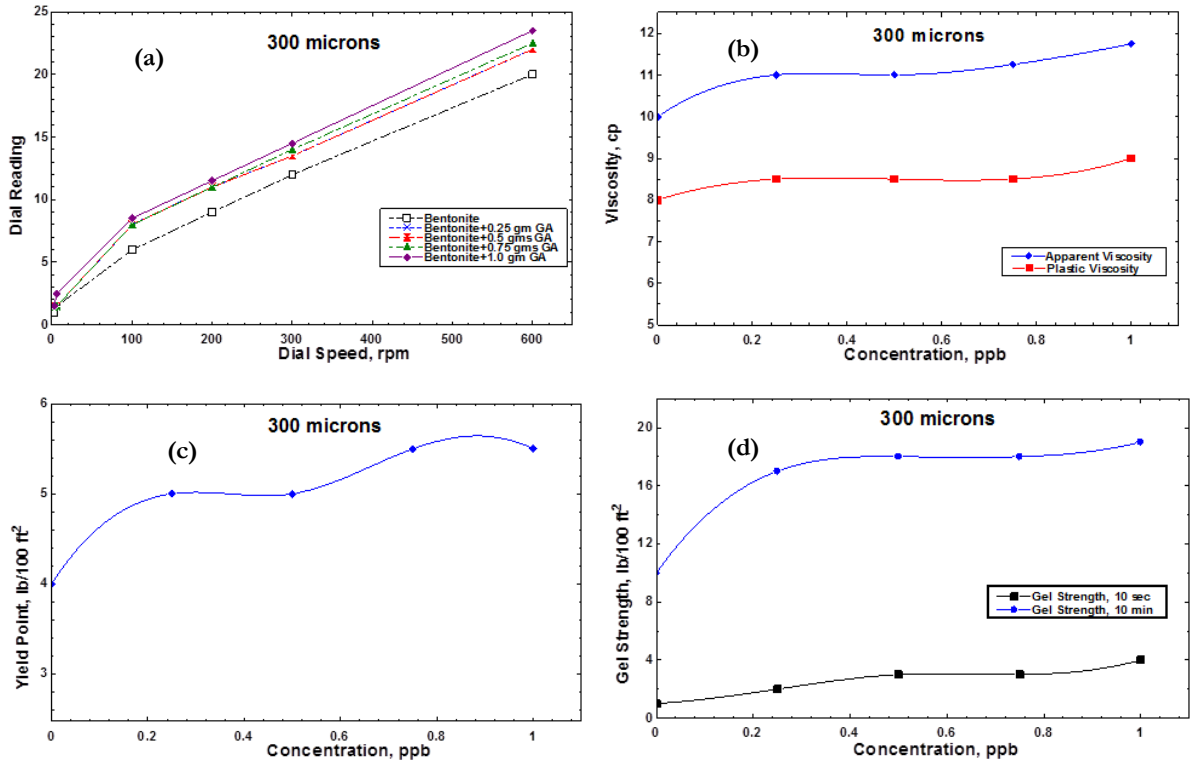 (a)
300 microns
Dial Reading
25
20
15
10
5
0
0 100 200 300 400 500 600
Dial Speed, rpm
Bentonite
Bentonite+0.25 gm GA
Bentonite+0.5 gms GA
Bentonite+0.75 gms GA
Bentonite+1.0 gm GA
(b)
300 microns
Viscosity, cp
12
11
10
9
8
7
6
5
0 0.2 0.4 0.6 0.8 1
Concentration, ppb
Apparent Viscosity
Plastic Viscosity
(c)
300 microns
Yield Point, lb/100 ft²
6
5
4
3
0 0.2 0.4 0.6 0.8 1
Concentration, ppb
(d)
300 microns
Gel Strength, lb/100 ft²
20
16
12
8
4
0
0 0.2 0.4 0.6 0.8 1
Concentration, ppb
Gel Strength, 10 sec
Gel Strength, 10 min